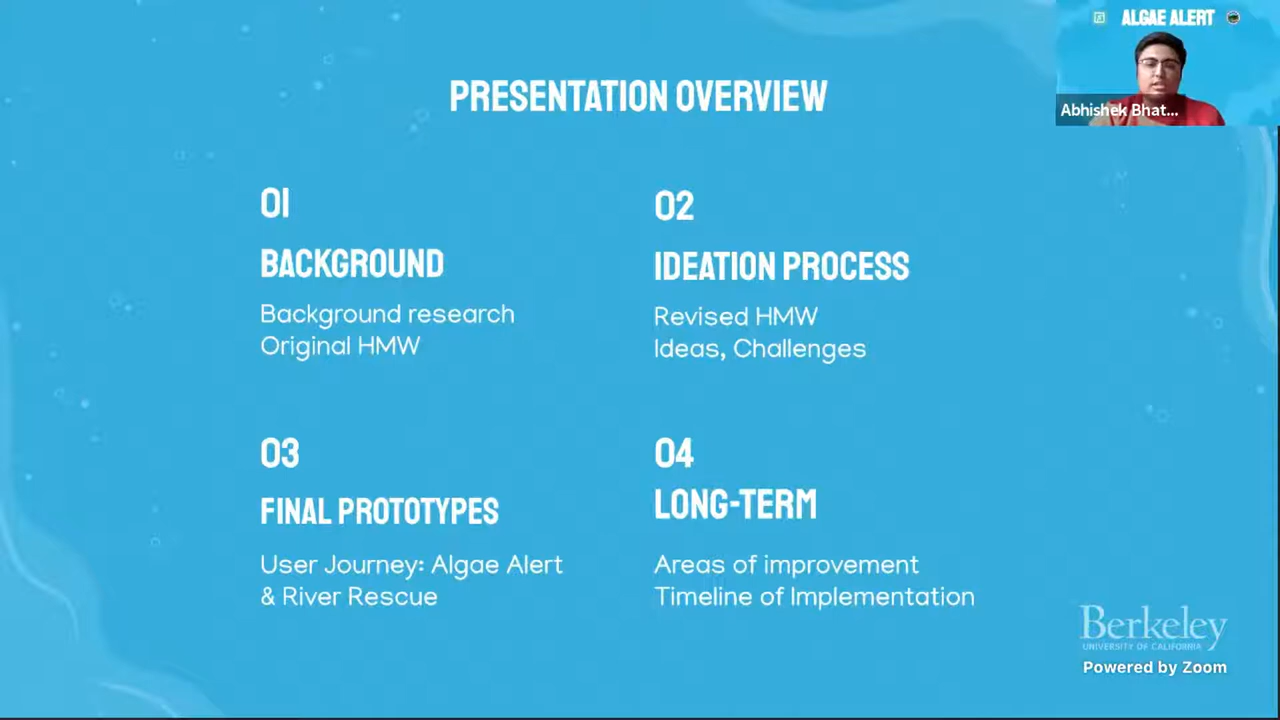 ALGAE ALERT
Abhishek Bhat...
PRESENTATION OVERVIEW
01
BACKGROUND
Background research
Original HMW
02
IDEATION PROCESS
Revised HMW
Ideas, Challenges
03
FINAL PROTOTYPES
User Journey: Algae Alert
& River Rescue
04
LONG-TERM
Areas of improvement
Timeline of Implementation
Berkeley
UNIVERSITY OF CALIFORNIA
Powered by Zoom